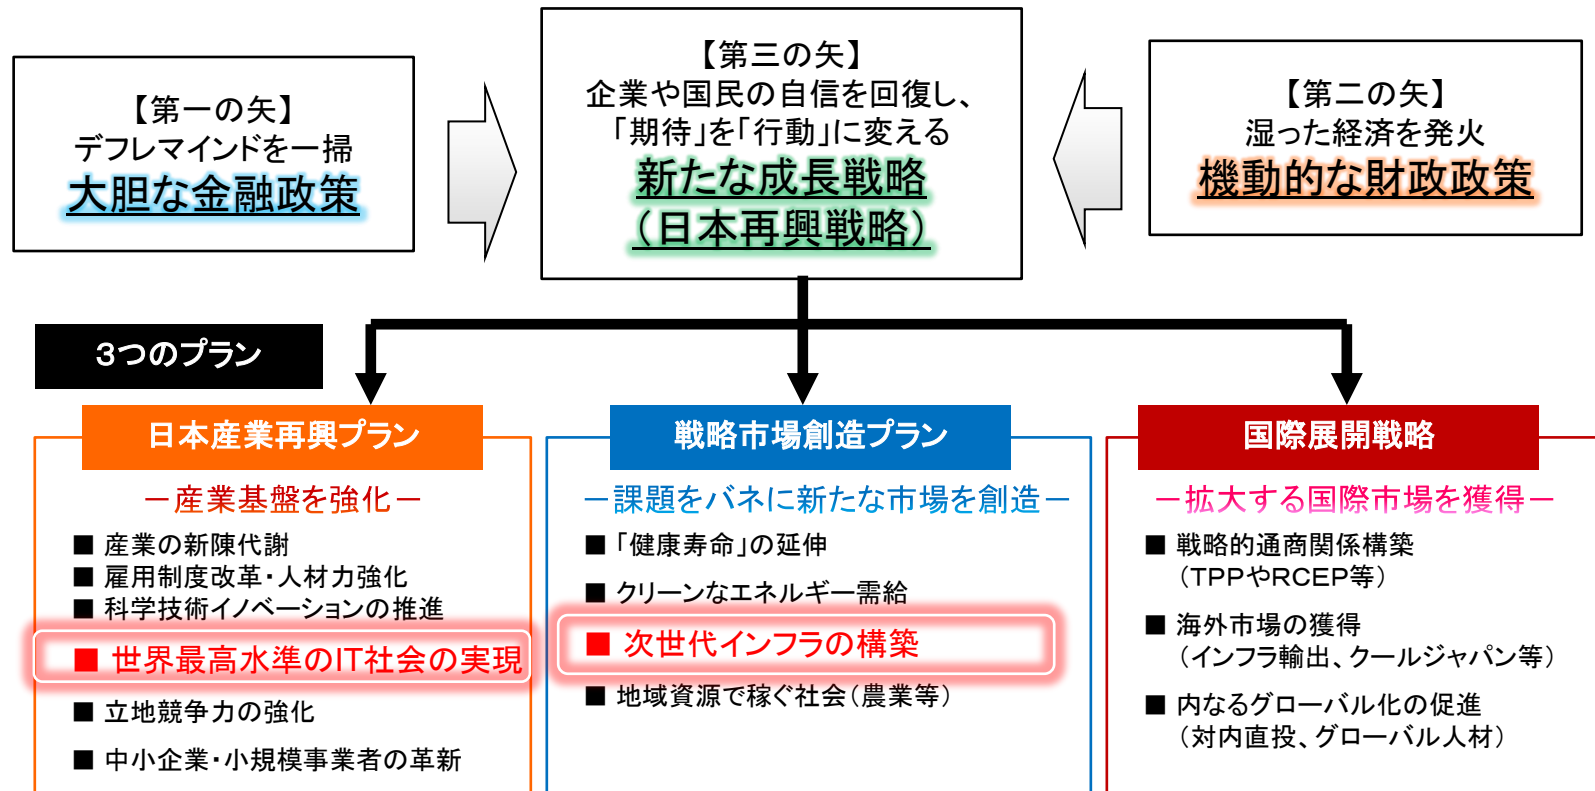 【第一の矢】
デフレマインドを一掃
大胆な金融政策
【第三の矢】
企業や国民の自信を回復し、
「期待」を「行動」に変える
新たな成長戦略
（日本再興戦略）
【第二の矢】
湿った経済を発火
機動的な財政政策
３つのプラン
日本産業再興プラン
－産業基盤を強化－
■ 産業の新陳代謝
■ 雇用制度改革・人材力強化
■ 科学技術イノベーションの推進
■ 世界最高水準のIT社会の実現
■ 立地競争力の強化
■ 中小企業・小規模事業者の革新
戦略市場創造プラン
－課題をバネに新たな市場を創造－
■ 「健康寿命」の延伸
■ クリーンなエネルギー需給
■ 次世代インフラの構築
■ 地域資源で稼ぐ社会（農業等）
国際展開戦略
－拡大する国際市場を獲得－
■ 戦略的通商関係構築
（TPPやRCEP等）
■ 海外市場の獲得
（インフラ輸出、クールジャパン等）
■ 内なるグローバル化の促進
（対内直投、グローバル人材）